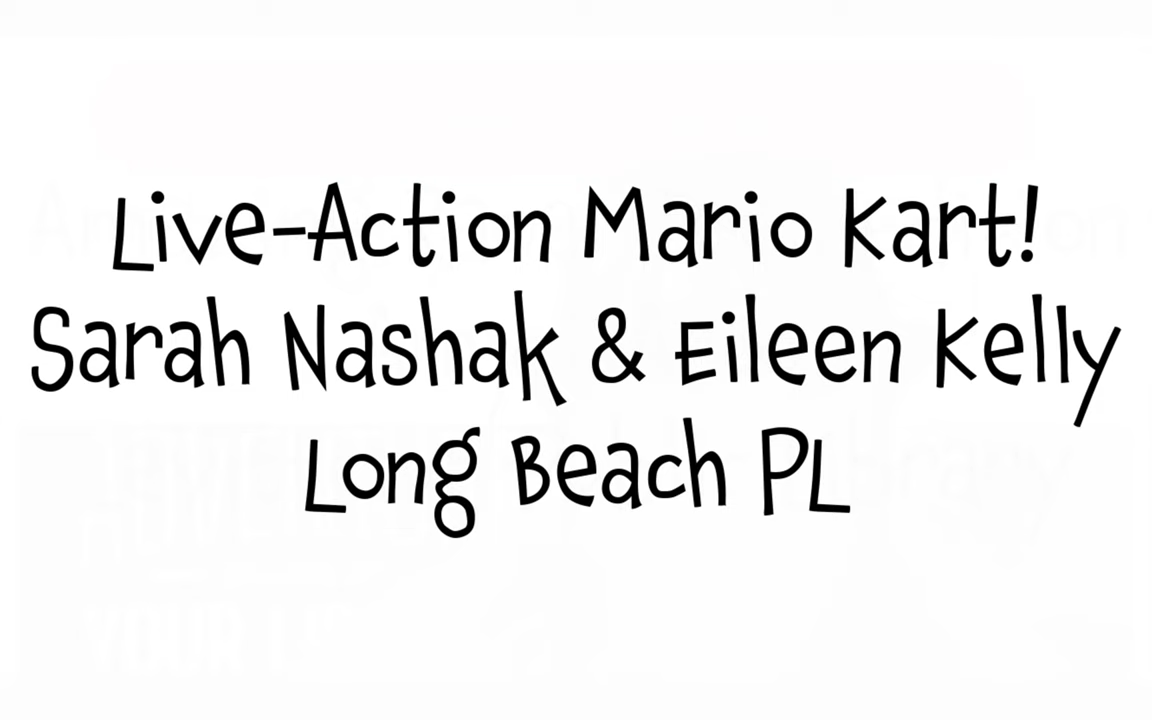 Live-Action Mario Kart!
Sarah Nashak & Eileen Kelly
Long Beach PL